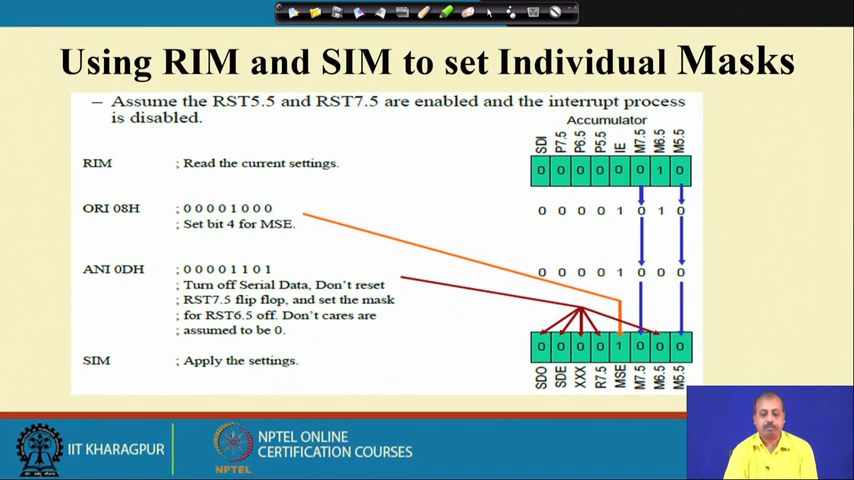 Using RIM and SIM to set Individual Masks
– Assume the RST5.5 and RST7.5 are enabled and the interrupt process
is disabled.
Accumulator
SDI P7.5 P6.5 P5.5 IE M7.5 M6.5 M5.5
RIM ; Read the current settings. 0 0 0 0 0 0 1 0
ORI 08H ; 0 0 0 0 1 0 0 0 0 0 0 0 1 0 1 0
; Set bit 4 for MSE.
ANI 0DH ; 0 0 0 0 1 1 0 1 0 0 0 0 1 0 0 0
; Turn off Serial Data, Don't reset
; RST7.5 flip flop, and set the mask
; for RST6.5 off. Don't cares are
; assumed to be 0.
0 0 0 0 1 0 0 0
SIM ; Apply the settings.
SDO SDE XXX R7.5 MSE M7.5 M6.5 M5.5
IIT KHARAGPUR
NPTEL
NPTEL ONLINE
CERTIFICATION COURSES